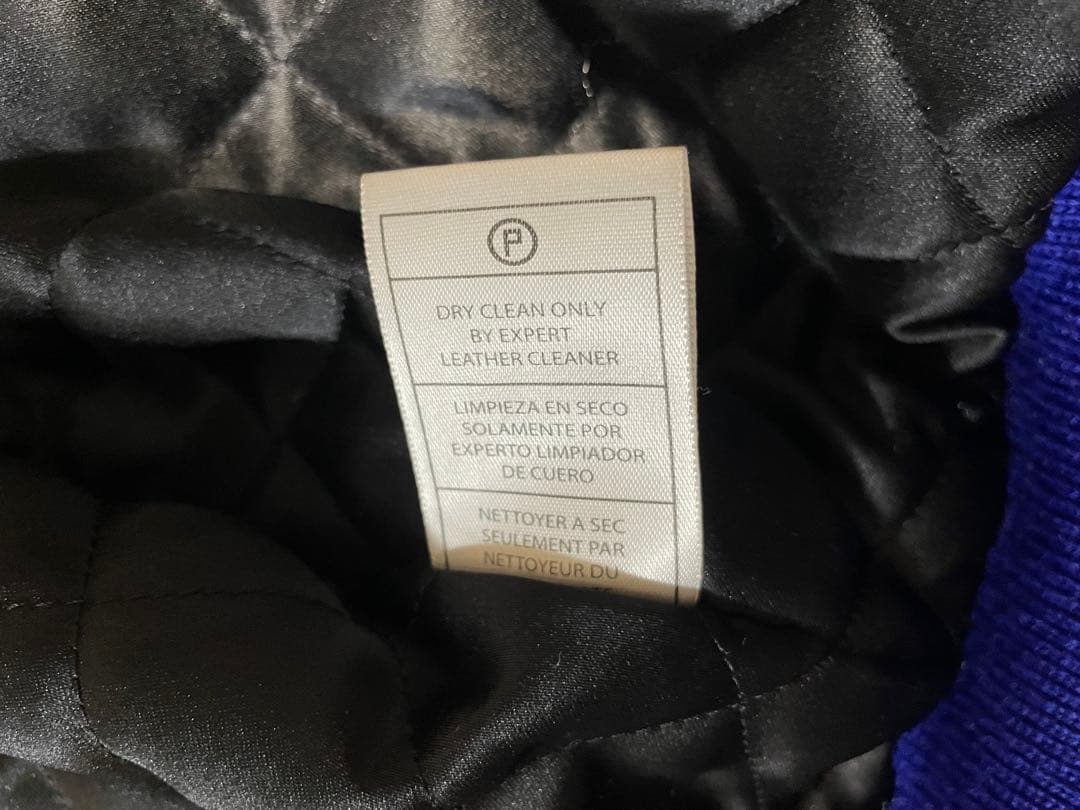 P
DRY CLEAN ONLY
BY EXPERT
LEATHER CLEANER
LIMPIEZA EN SECO
SOLAMENTE POR
EXPERTO LIMPIADOR
DE CUERO
NETTOYER A SEC
SEULEMENT PAR
NETTOYEUR DU